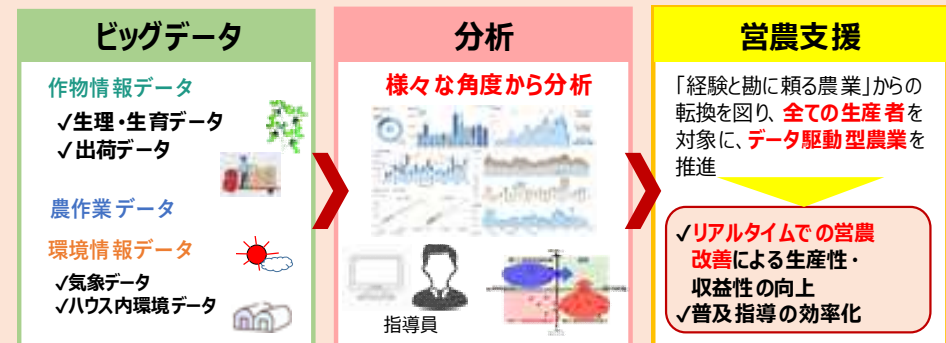 ビッグデータ
作物情報データ
✓生理・生育データ
✓出荷データ
農作業データ
環境情報データ
✓気象データ
✓ハウス内環境データ
分析
様々な角度から分析
指導員
営農支援
「経験と勘に頼る農業」からの
転換を図り、全ての生産者を
対象に、データ駆動型農業を
推進
✓リアルタイムでの営農
改善による生産性・
収益性の向上
✓普及指導の効率化